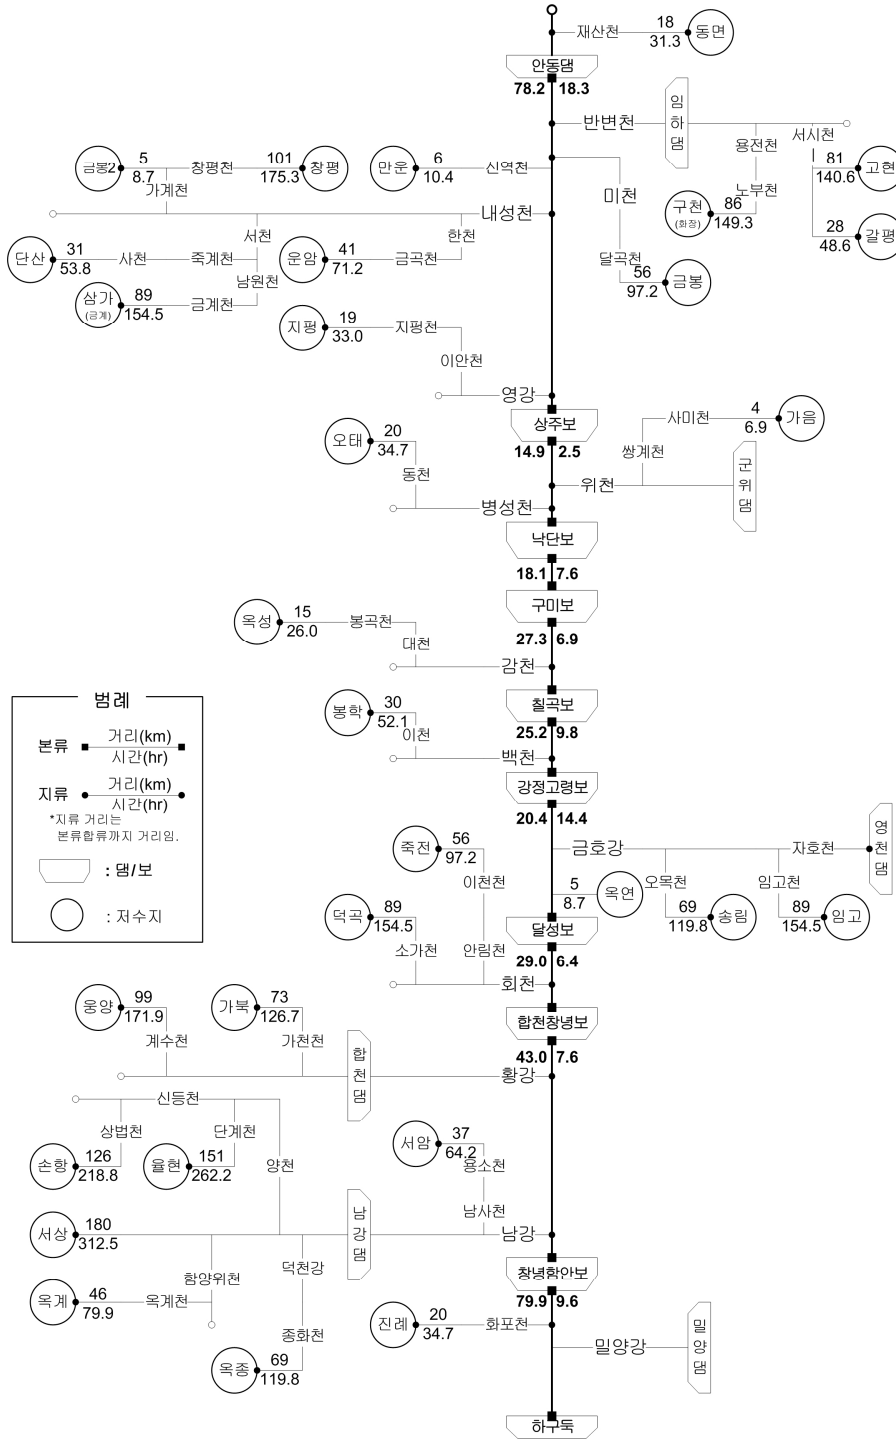 18
재산천
동면
31.3
안동댐
78.2 18.3
반변천
임하댐
용전천
서시천
금봉2
5
8.7
창평천
101
175.3
창평
만운
6
10.4
신역천
81
140.6
고현
가계천
미천
노부천
구천
(화장)
86
149.3
내성천
서천
한천
28
48.6
갈평
단산
31
53.8
사천
죽계천
운암
41
71.2
금곡천
달곡천
56
97.2
금봉
남원천
삼가
(금계)
89
154.5
금계천
지평
19
33.0
지평천
이안천
영강
상주보
14.9 2.5
4
6.9
사미천
가음
오태
20
34.7
쌍계천
군위댐
동천
위천
병성천
낙단보
18.1 7.6
구미보
27.3 6.9
옥성
15
26.0
봉곡천
대천
감천
범례
본류
거리(km)
시간(hr)
지류
거리(km)
시간(hr)
*지류 거리는
본류합류까지 거리임.
: 댐/보
: 저수지
칠곡보
25.2 9.8
봉학
30
52.1
이천
백천
강정고령보
20.4 14.4
영천댐
죽전
56
97.2
금호강
자호천
이천천
오목천
임고천
5
8.7
옥연
덕곡
89
154.5
69
119.8
송림
89
154.5
임고
달성보
29.0 6.4
소가천
안림천
회천
합천창녕보
43.0 7.6
웅양
99
171.9
가북
73
126.7
계수천
가천천
합천댐
황강
신등천
상법천
단계천
양천
손항
126
218.8
율현
151
262.2
서암
37
64.2
용소천
남사천
남강댐
서상
180
312.5
남강
함양위천
덕천강
창녕함안보
79.9 9.6
옥계
46
79.9
옥계천
종화천
진례
20
34.7
화포천
밀양강
밀양댐
옥종
69
119.8
하구둑